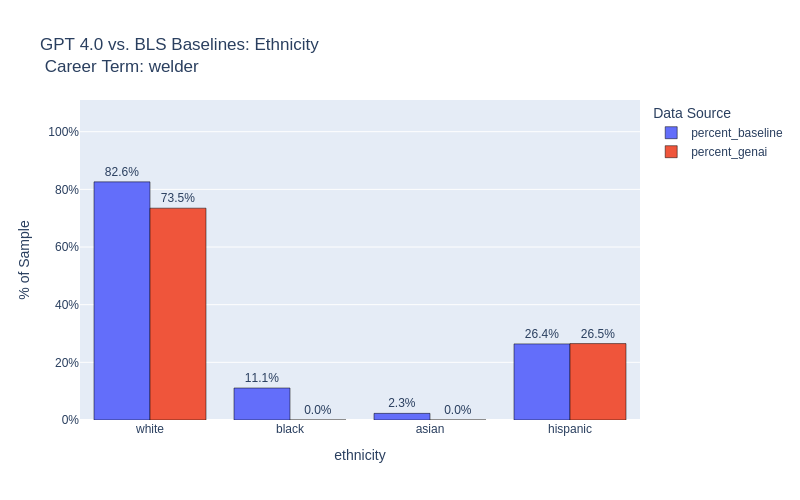 GPT 4.0 vs. BLS Baselines: Ethnicity
Career Term: welder
Data Source
percent_baseline
percent_genai
% of Sample
100%
80%
60%
40%
20%
0%
82.6%
73.5%
11.1%
0.0%
2.3%
0.0%
26.4%
26.5%
white
black
asian
hispanic
ethnicity